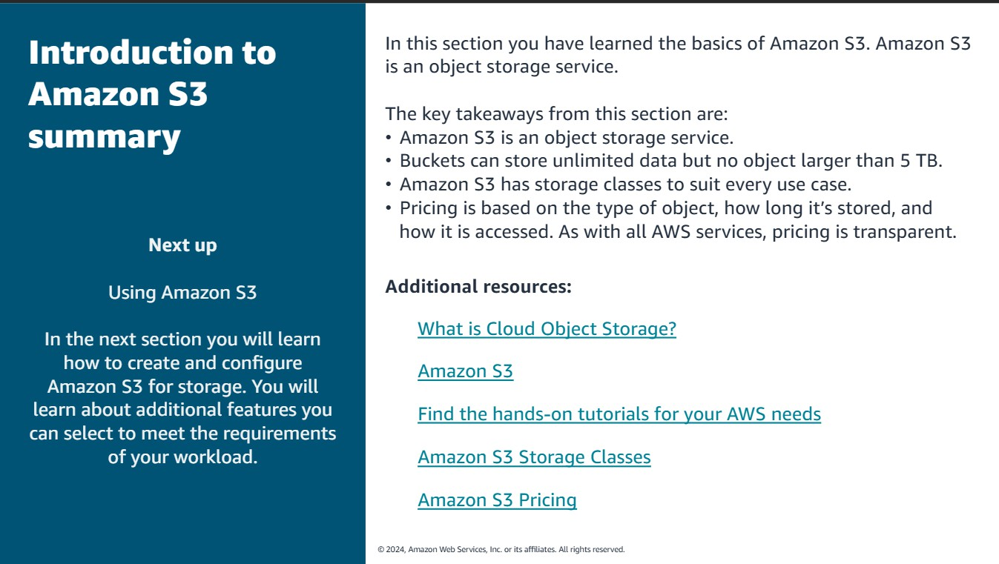 Introduction to
Amazon S3
summary
Next up
Using Amazon S3
In the next section you will learn
how to create and configure
Amazon S3 for storage. You will
learn about additional features you
can select to meet the requirements
of your workload.
In this section you have learned the basics of Amazon S3. Amazon S3
is an object storage service.
The key takeaways from this section are:
• Amazon S3 is an object storage service.
• Buckets can store unlimited data but no object larger than 5 TB.
• Amazon S3 has storage classes to suit every use case.
• Pricing is based on the type of object, how long it’s stored, and
how it is accessed. As with all AWS services, pricing is transparent.
Additional resources:
What is Cloud Object Storage?
Amazon S3
Find the hands-on tutorials for your AWS needs
Amazon S3 Storage Classes
Amazon S3 Pricing
© 2024, Amazon Web Services, Inc. or its affiliates. All rights reserved.